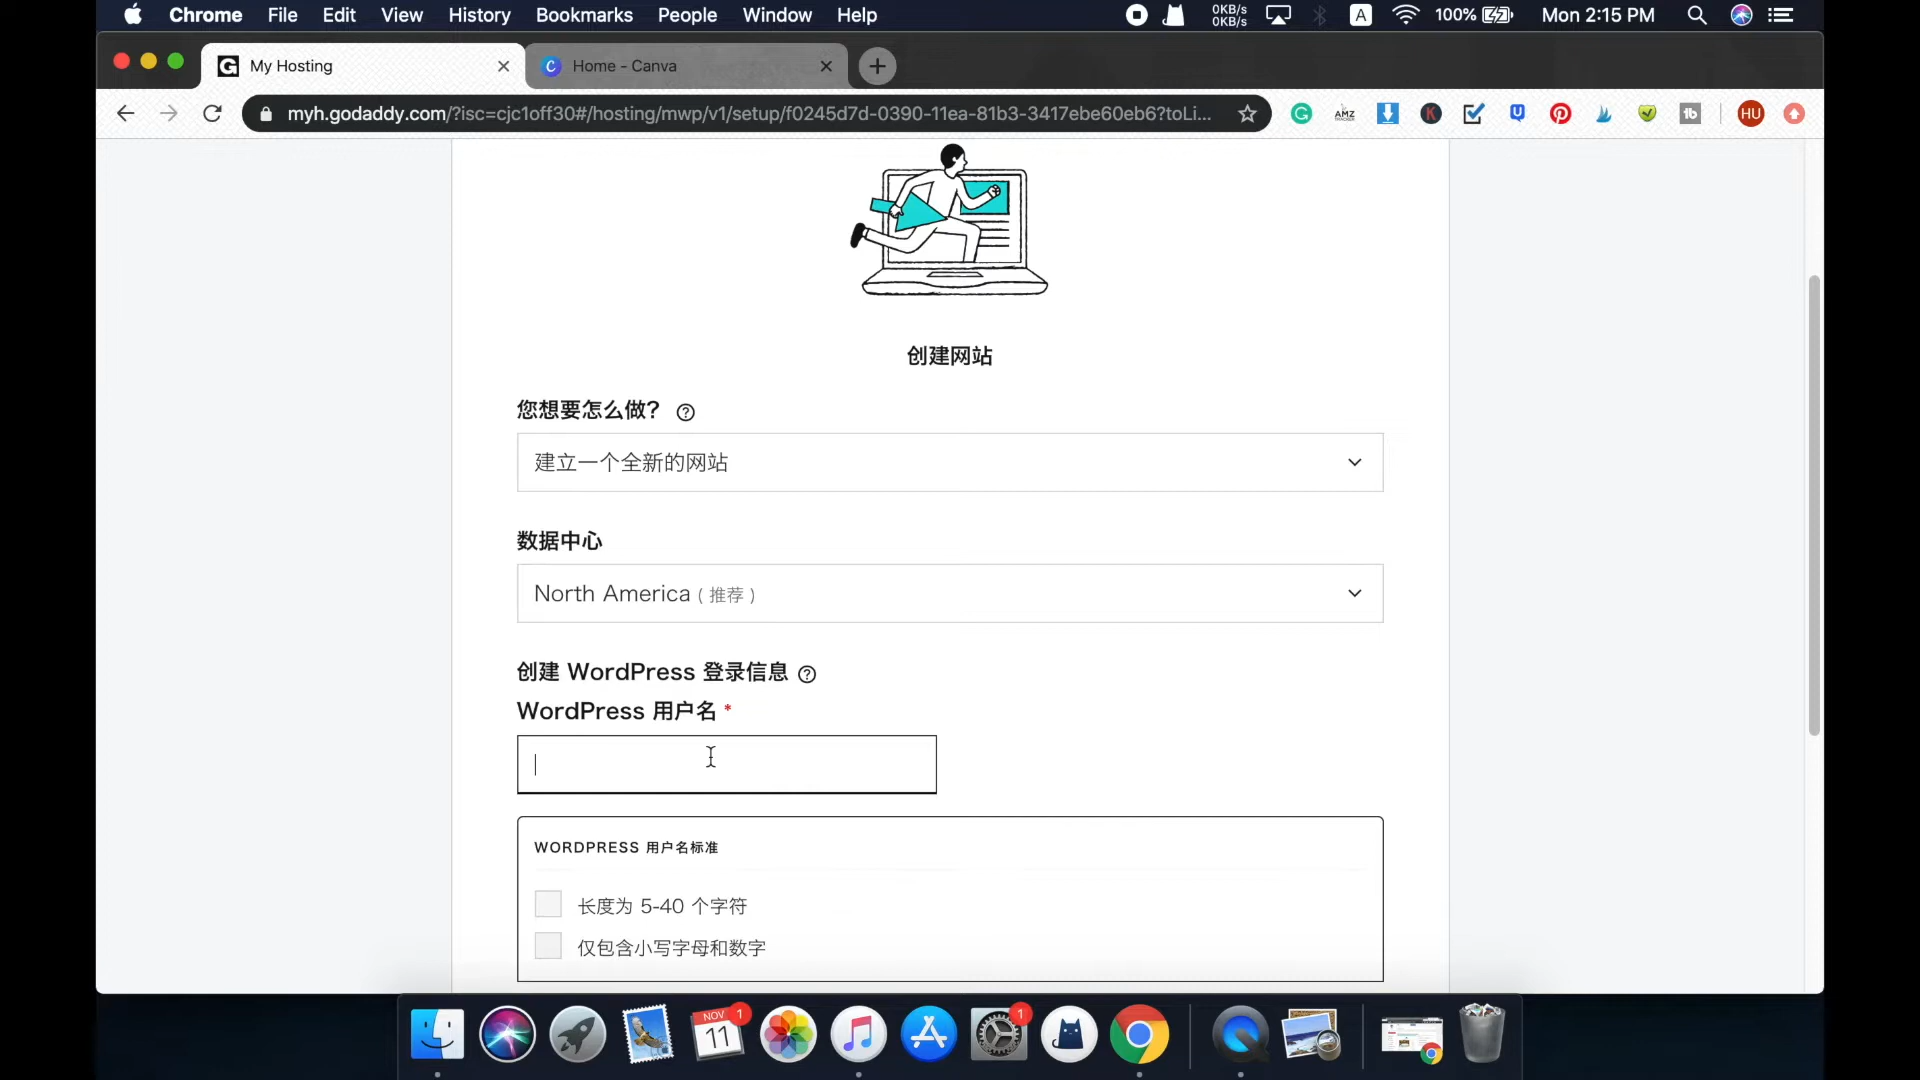 Chrome File Edit View History Bookmarks People Window Help
0KB/s
0KB/s
A
100%
Mon 2:15 PM
My Hosting
Home - Canva
myh.godaddy.com/?isc=cjc1off30#/hosting/mwp/v1/setup/f0245d7d-0390-11ea-81b3-3417ebe60eb6?toLi...
AMZ
HU
创建网站
您想要怎么做?
建立一个全新的网站
数据中心
North America ( 推荐 )
创建 WordPress 登录信息
WordPress 用户名 *
WORDPRESS 用户名标准
长度为 5-40 个字符
仅包含小写字母和数字
NOV
11
1
1